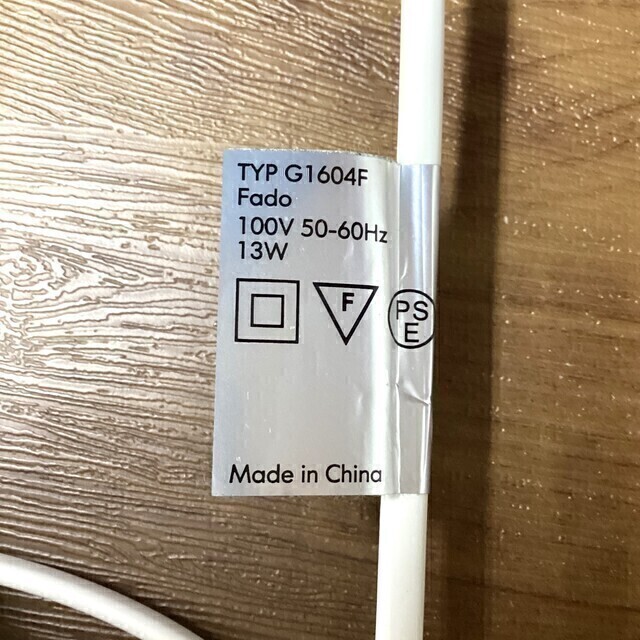 TYP G1604F
Fado
100V 50-60Hz
13W
F
PS
E
Made in China